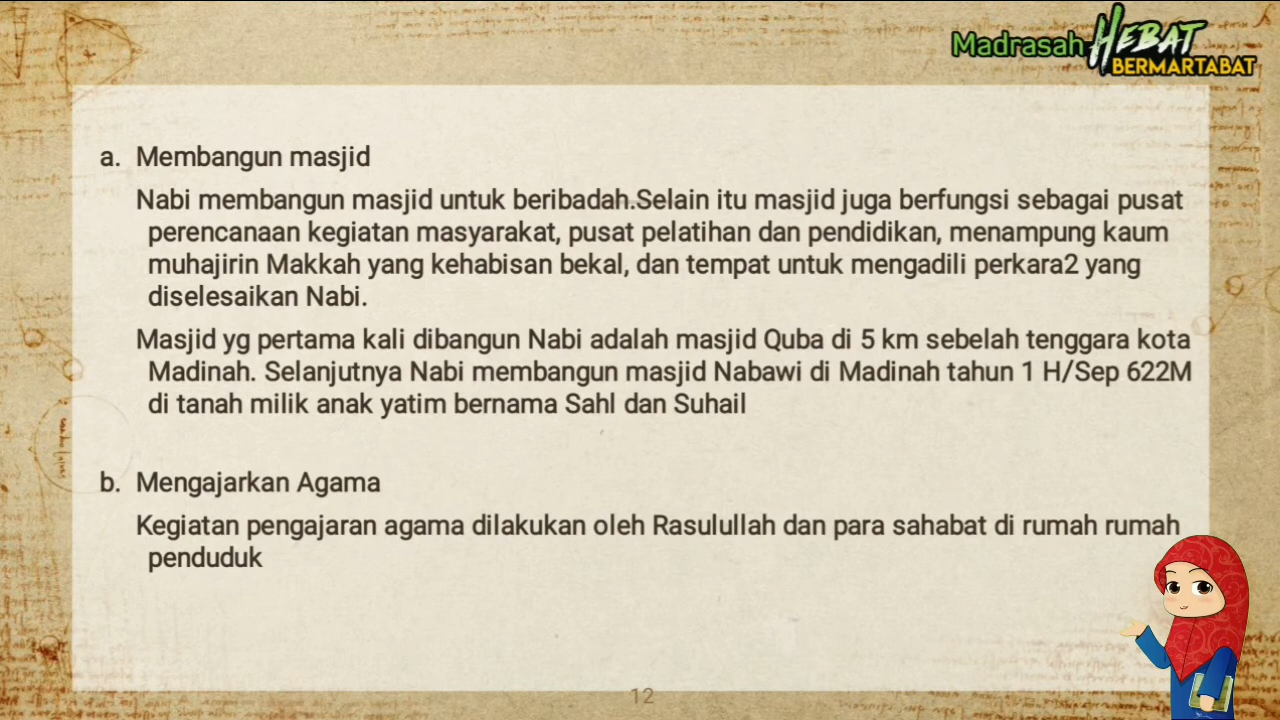 Madrasah HEBAT
BERMARTABAT
a. Membangun masjid
Nabi membangun masjid untuk beribadah.Selain itu masjid juga berfungsi sebagai pusat
perencanaan kegiatan masyarakat, pusat pelatihan dan pendidikan, menampung kaum
muhajirin Makkah yang kehabisan bekal, dan tempat untuk mengadili perkara2 yang
diselesaikan Nabi.
Masjid yg pertama kali dibangun Nabi adalah masjid Quba di 5 km sebelah tenggara kota
Madinah. Selanjutnya Nabi membangun masjid Nabawi di Madinah tahun 1 H/Sep 622M
di tanah milik anak yatim bernama Sahl dan Suhail
b. Mengajarkan Agama
Kegiatan pengajaran agama dilakukan oleh Rasulullah dan para sahabat di rumah rumah
penduduk
12